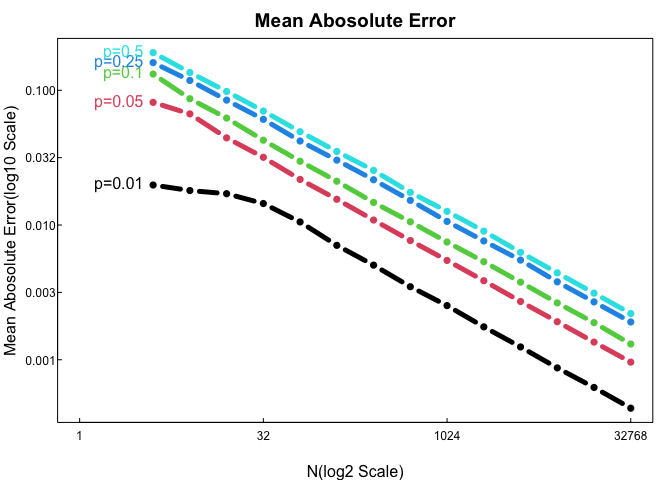 Mean Abosolute Error
Mean Abosolute Error(log10 Scale)
0.100
0.032
0.010
0.003
0.001
p=0.5
p=0.25
p=0.1
p=0.05
p=0.01
1
32
1024
32768
N(log2 Scale)